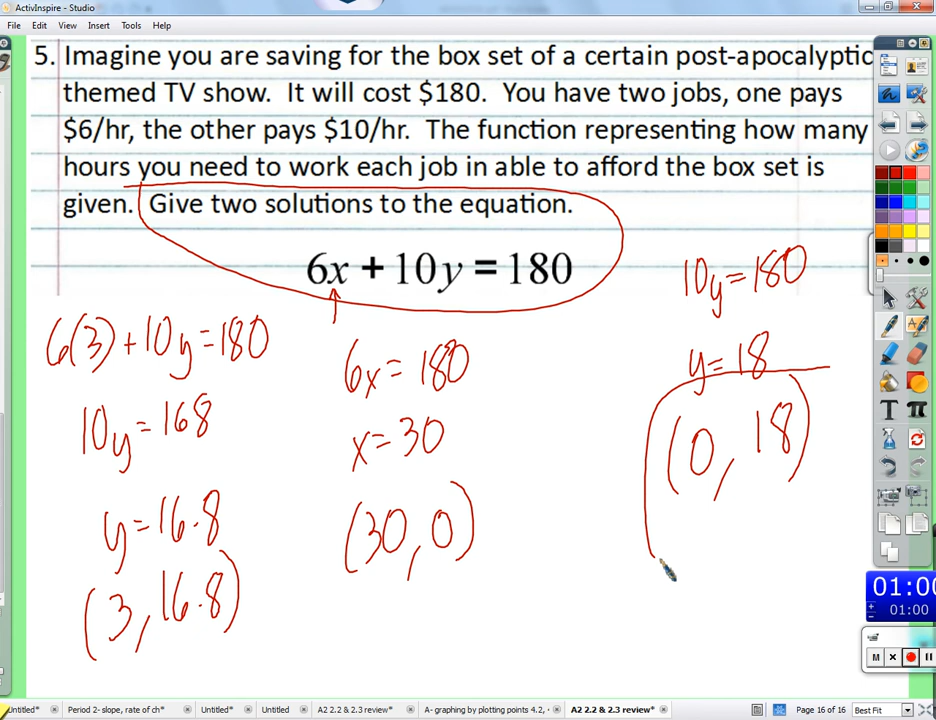 ActivInspire - Studio
File Edit View Insert Tools Help
5. Imagine you are saving for the box set of a certain post-apocalyptic
themed TV show. It will cost $180. You have two jobs, one pays
$6/hr, the other pays $10/hr. The function representing how many
hours you need to work each job in able to afford the box set is
given. Give two solutions to the equation.
6x + 10y = 180
6(3) + 10y = 180
10y = 168
y = 16.8
(3, 16.8)
6x = 180
x = 30
(30, 0)
10y = 180
y = 18
(0, 18)
T π
01:00
01:00
M
Untitled* Period 2- slope, rate of ch* Untitled* Untitled A2 2.2 & 2.3 review* A- graphing by plotting points 4.2, A2 2.2 & 2.3 review* Page 16 of 16 Best Fit